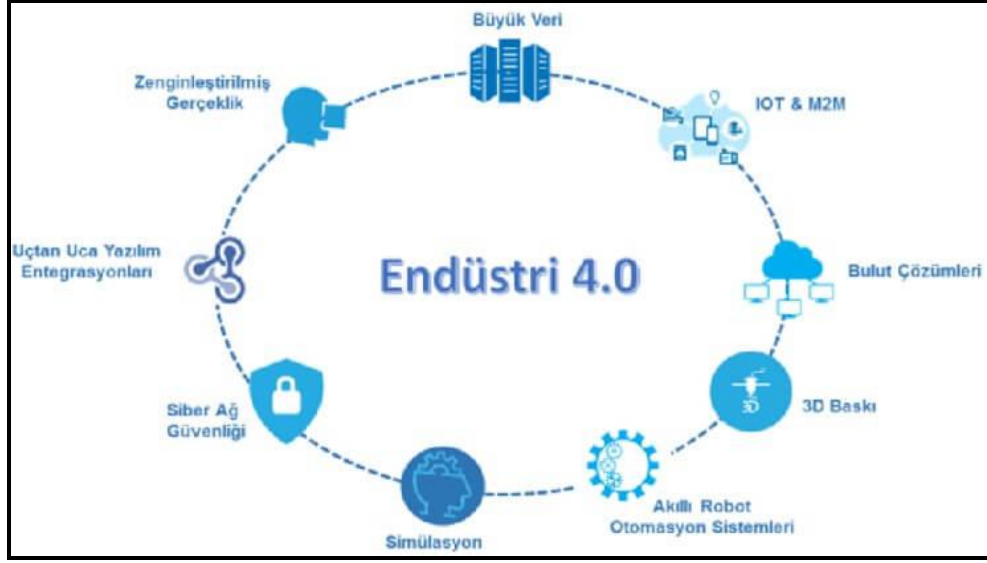 Büyük Veri
Zenginleştirilmiş
Gerçeklik
IOT & M2M
Uçtan Uca Yazılım
Entegrasyonları
Endüstri 4.0
Bulut Çözümleri
Siber Ağ
Güvenliği
3D
3D Baskı
Akıllı Robot
Otomasyon Sistemleri
Simülasyon